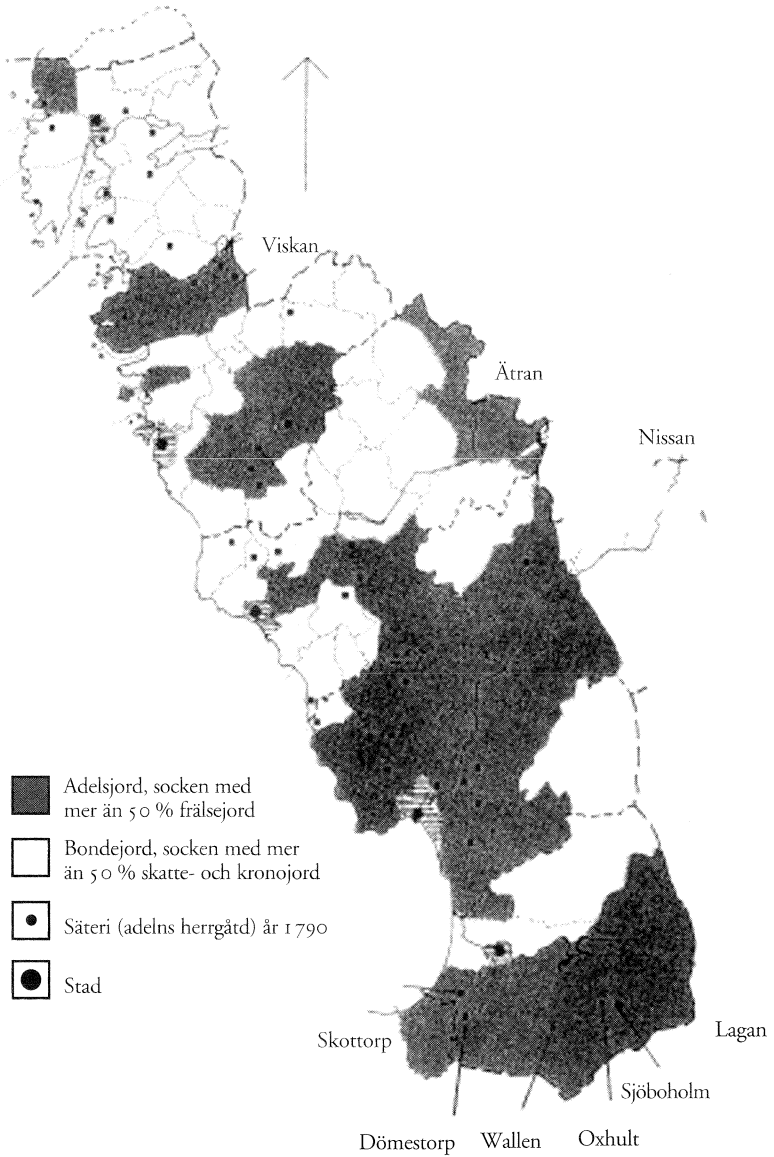 Viskan
Ätran
Nissan
Adelsjord, socken med
mer än 50 % frälsejord
Bondejord, socken med mer
än 50 % skatte- och kronojord
Säteri (adelns herrgåtd) år 1790
Stad
Skottorp
Lagan
Sjöboholm
Dömestorp
Wallen
Oxhult